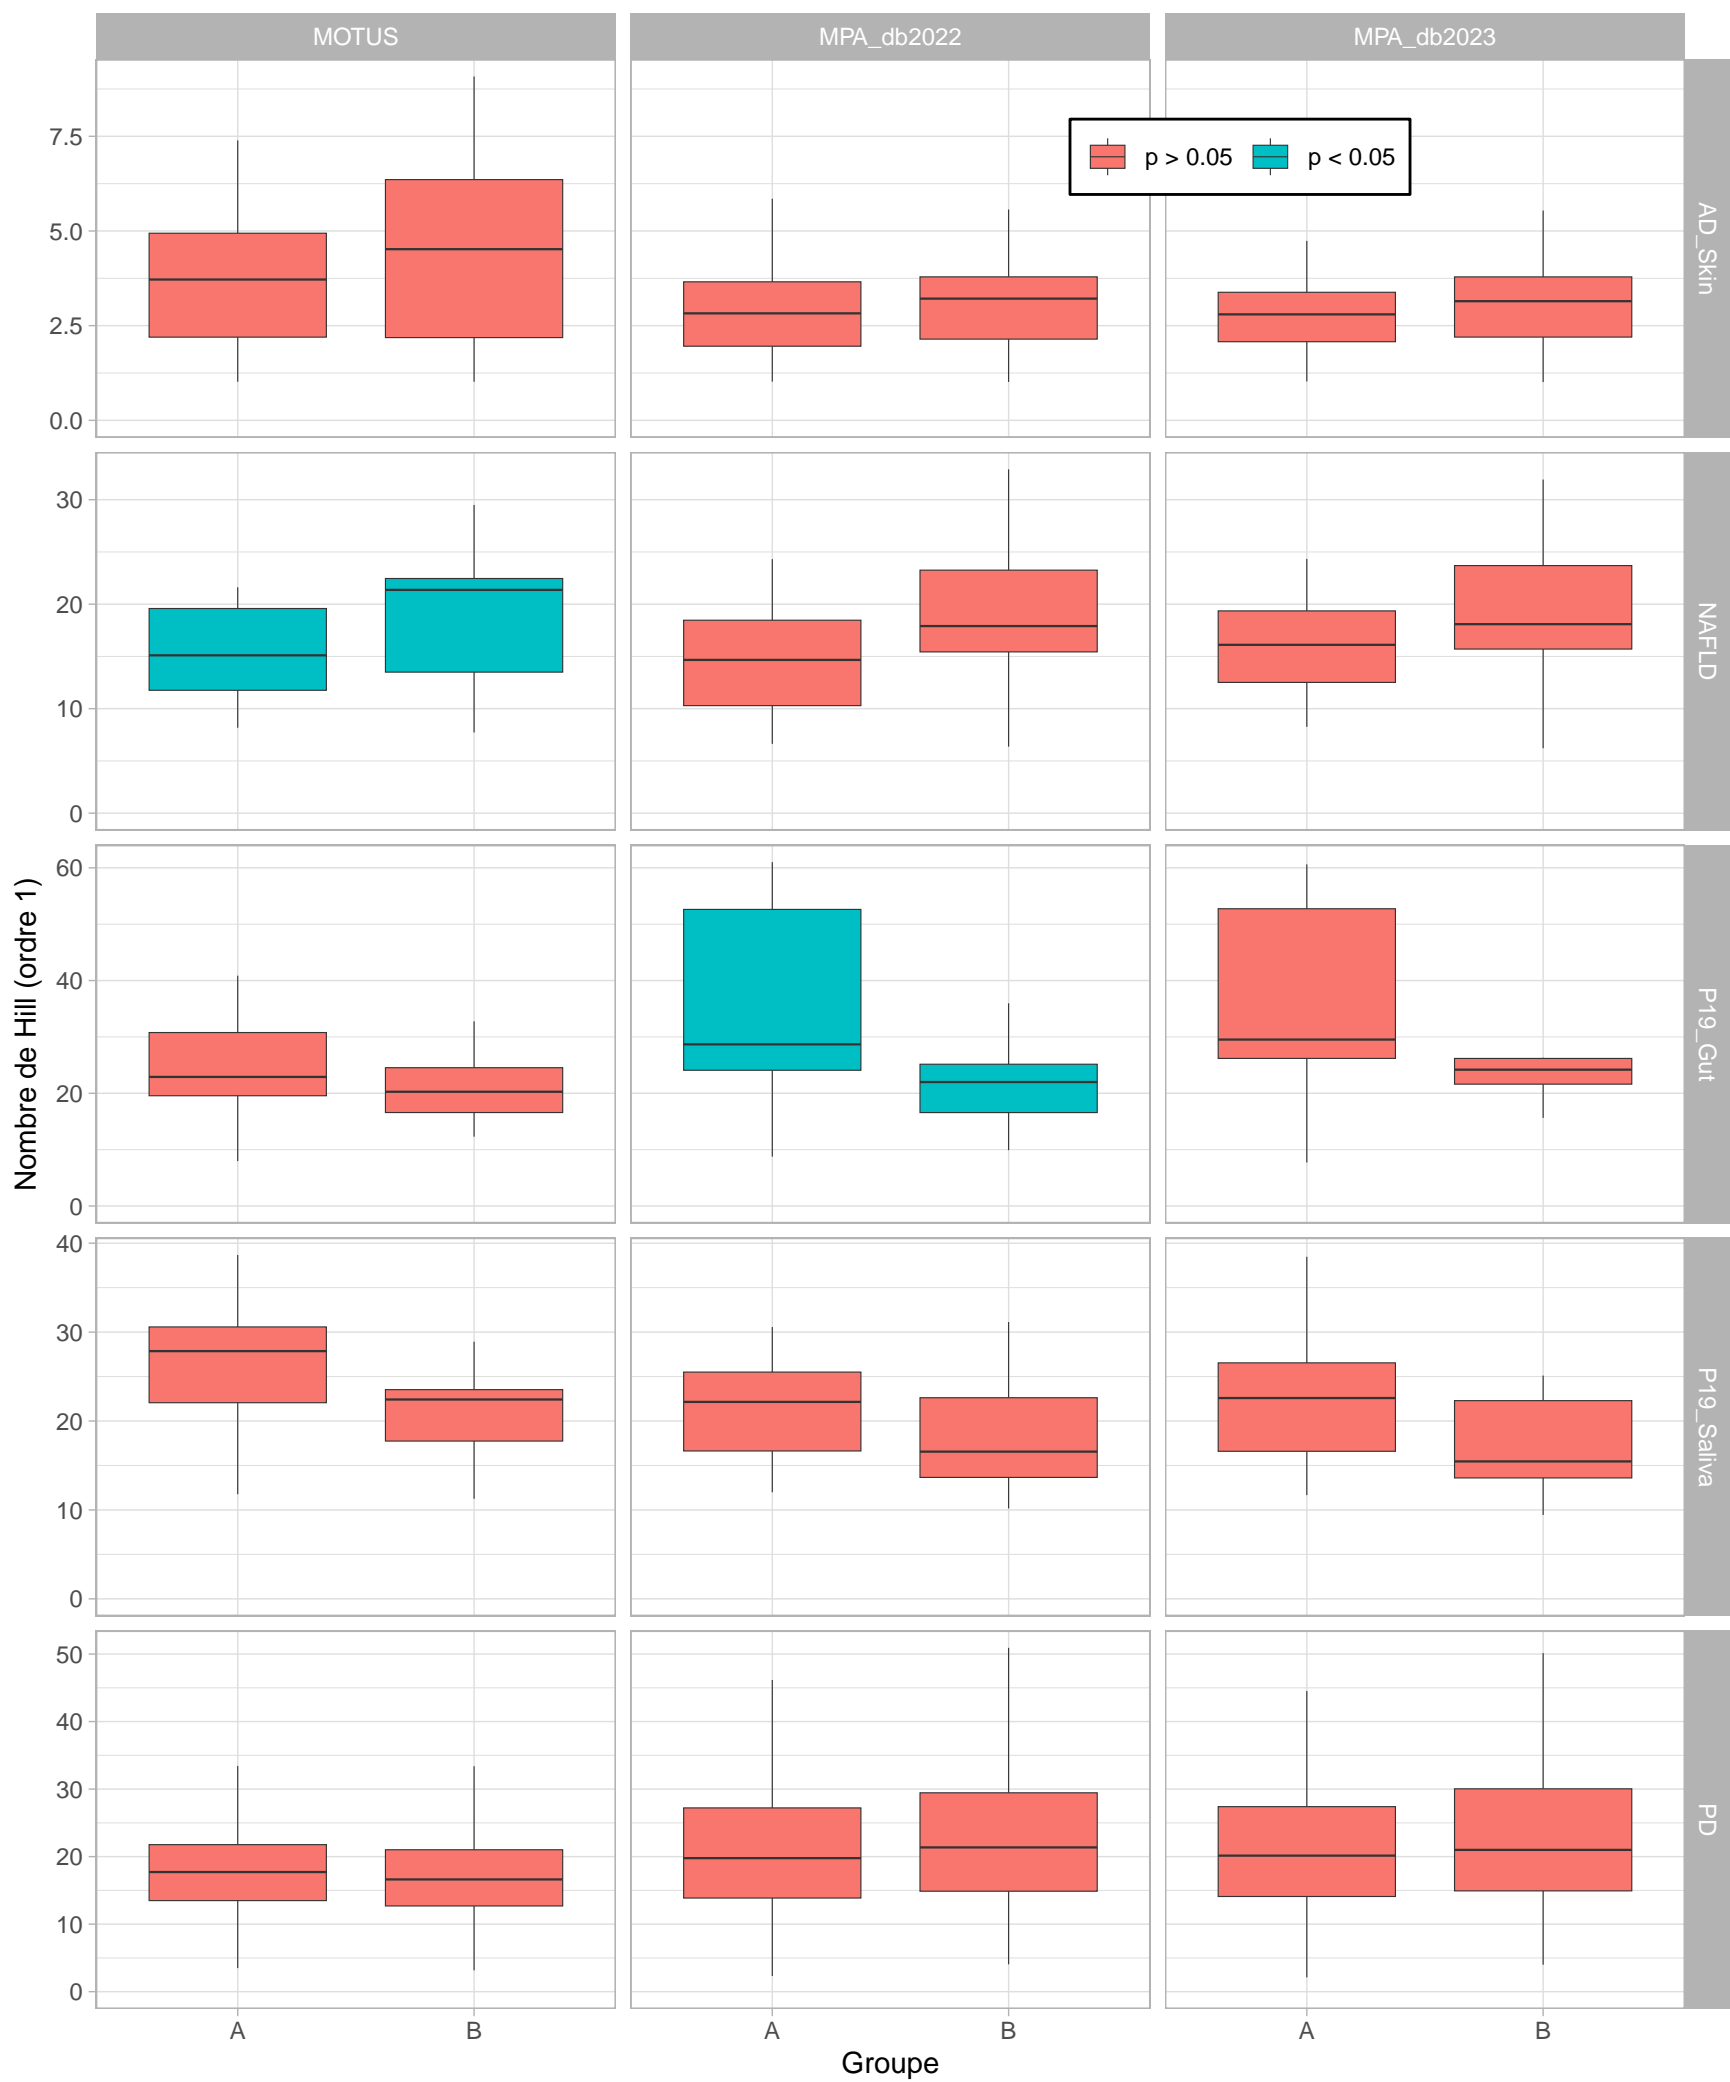 MOTUS MPA_db2022 MPA_db2023
p > 0.05 p < 0.05
7.5
5.0
2.5
0.0
AD_Skin
30
20
10
0
NAFLD
60
40
20
0
P19_Gut
Nombre de Hill (ordre 1)
40
30
20
10
0
P19_Saliva
50
40
30
20
10
0
PD
A B A B A B
Groupe